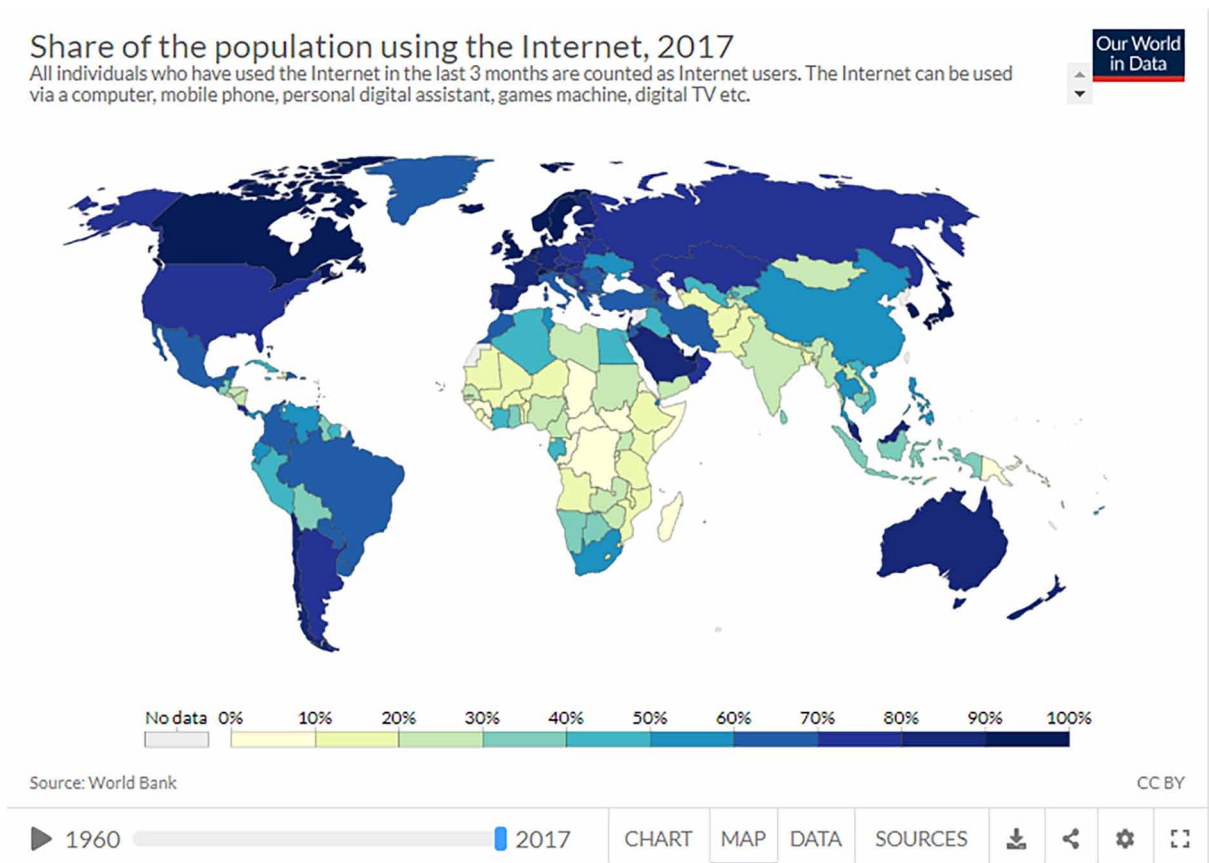 Share of the population using the Internet, 2017
All individuals who have used the Internet in the last 3 months are counted as Internet users. The Internet can be used
via a computer, mobile phone, personal digital assistant, games machine, digital TV etc.
Our World
in Data
No data 0% 10% 20% 30% 40% 50% 60% 70% 80% 90% 100%
Source: World Bank
CC BY
1960
2017
CHART
MAP
DATA
SOURCES